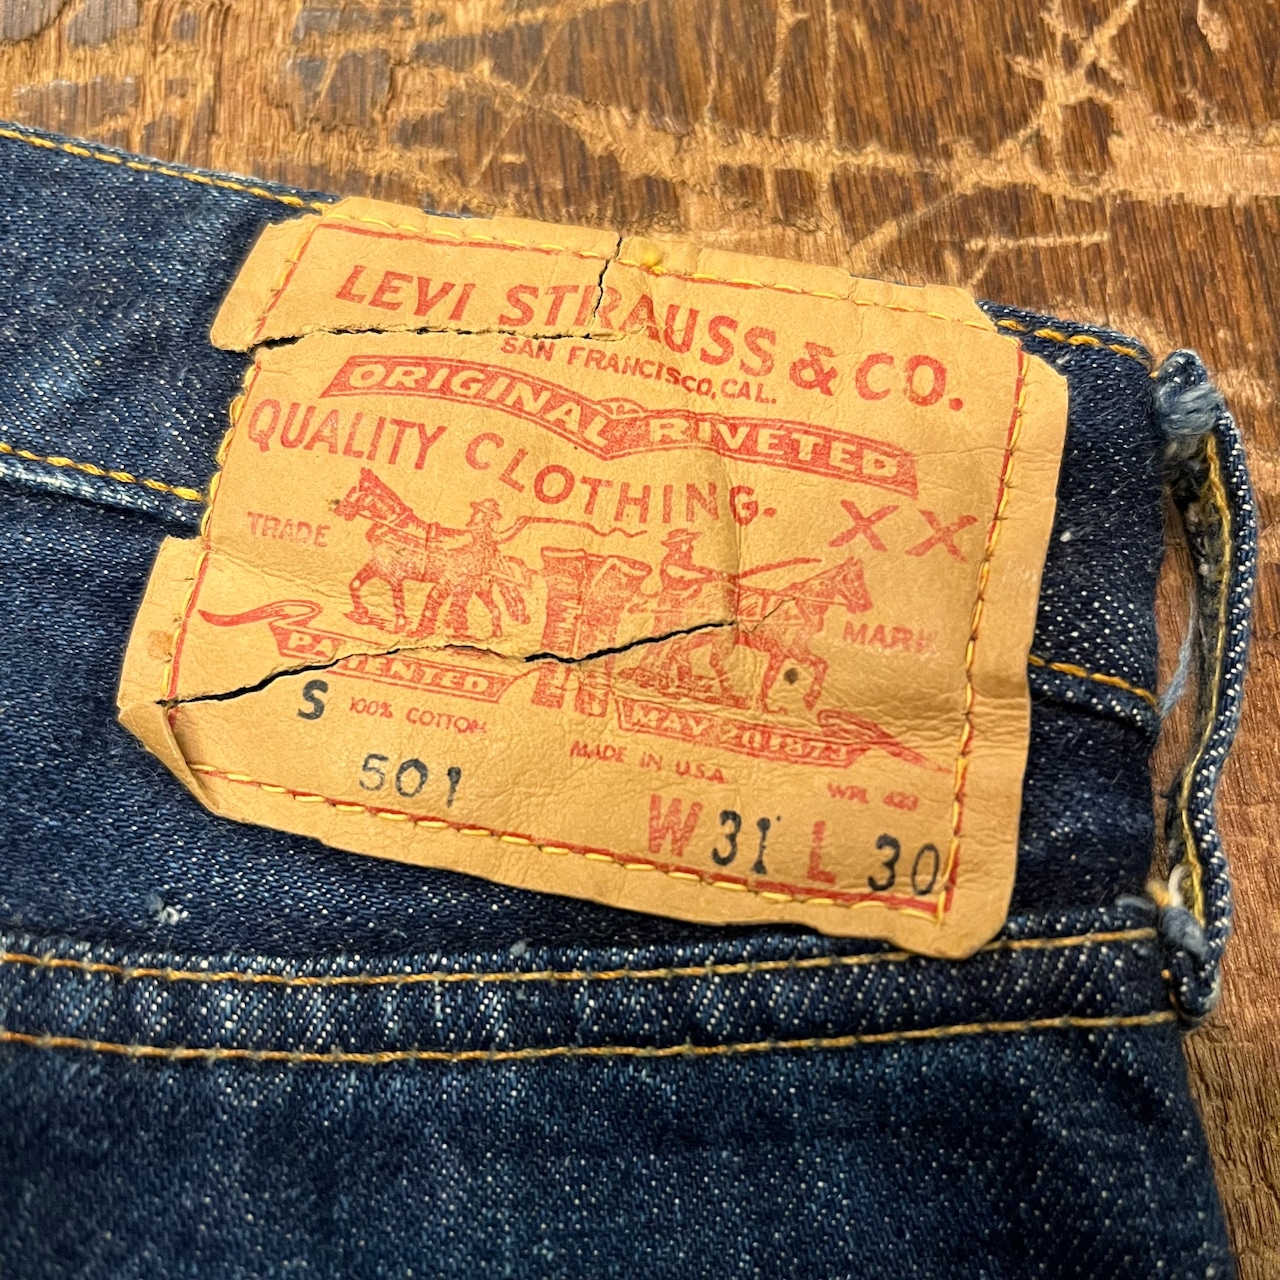 LEVI STRAUSS & CO.
SAN FRANCISCO, CAL.
ORIGINAL RIVETED
QUALITY CLOTHING.
XX
TRADE MARK
PATENTED MAY 20 1873
S 100% COTTON
MADE IN U.S.A.
WPL 423
501
W 31 L 30